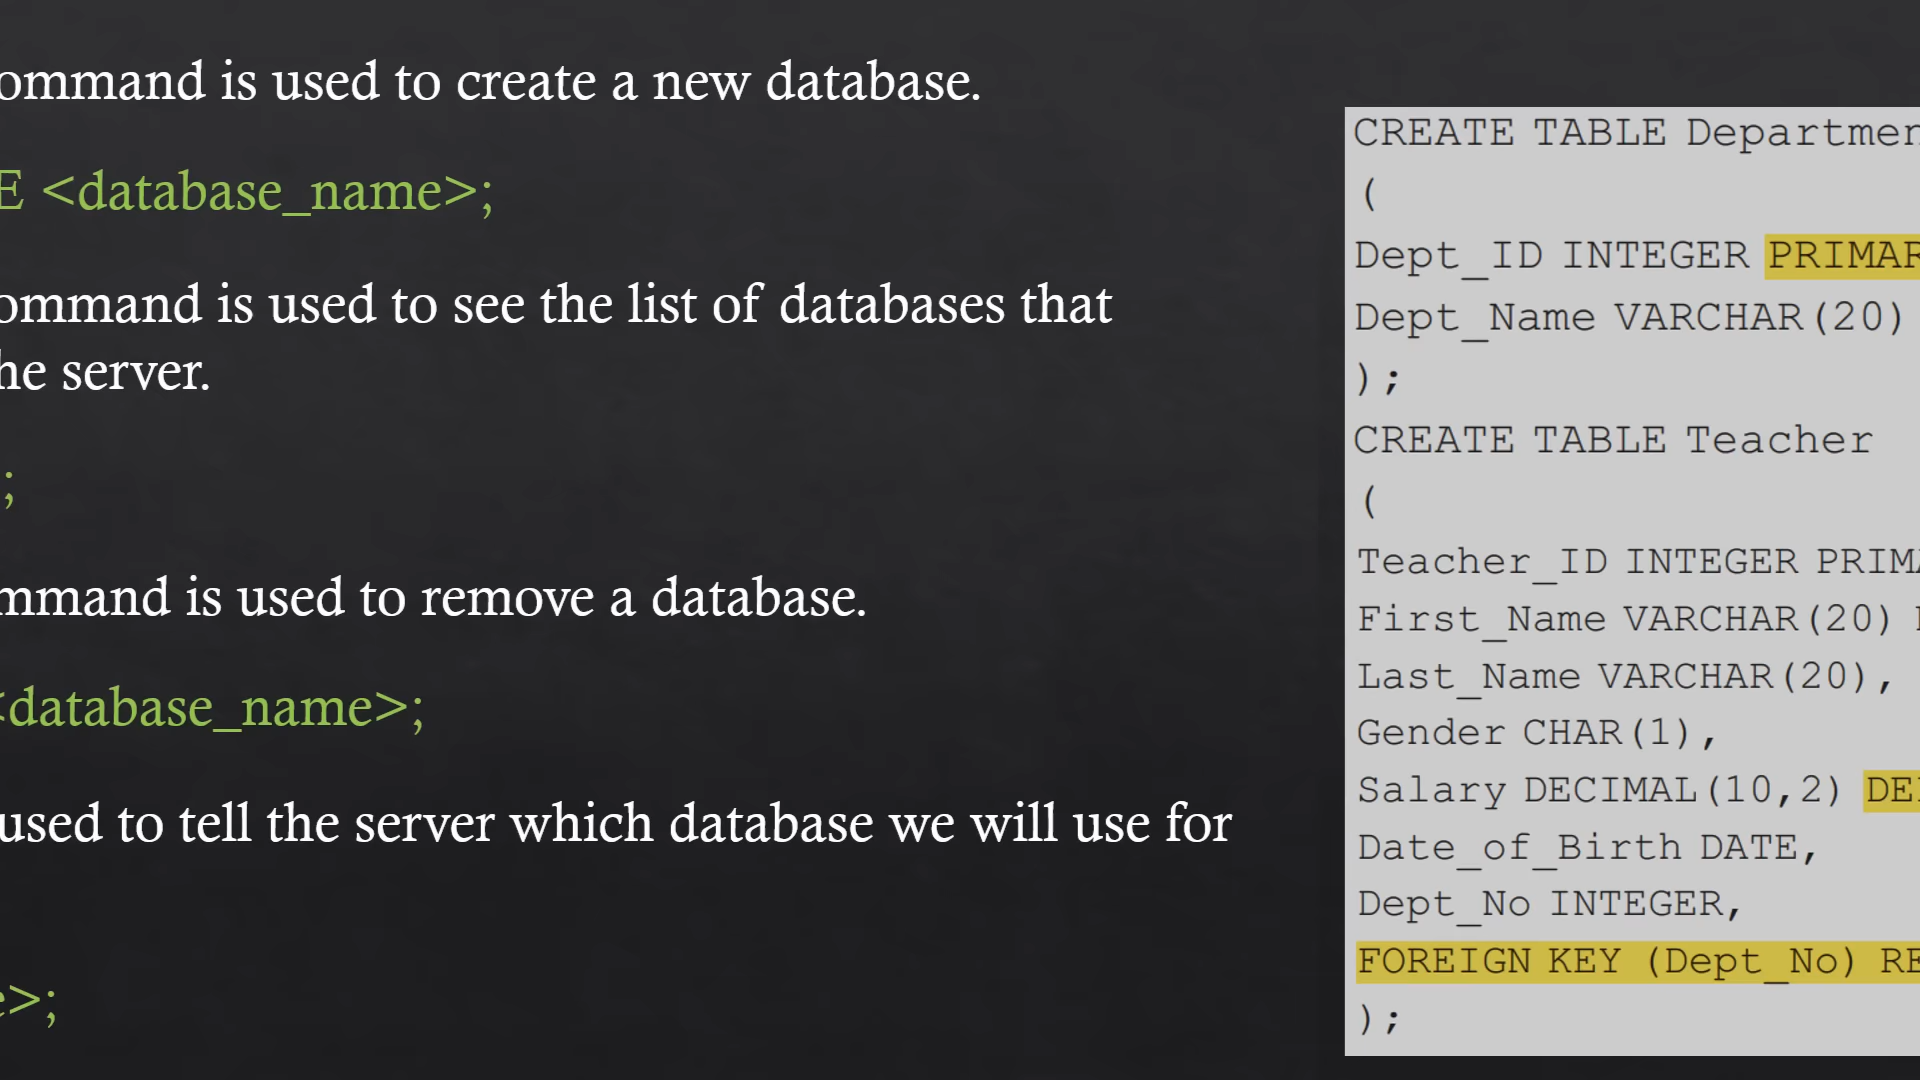 ommand is used to create a new database.
E <database_name>;
ommand is used to see the list of databases that
he server.
;
mmand is used to remove a database.
<database_name>;
used to tell the server which database we will use for
e>;
CREATE TABLE Departmen
(
Dept_ID INTEGER PRIMAR
Dept_Name VARCHAR(20)
);
CREATE TABLE Teacher
(
Teacher_ID INTEGER PRIMA
First_Name VARCHAR(20)
Last_Name VARCHAR(20),
Gender CHAR(1),
Salary DECIMAL(10,2) DE
Date_of_Birth DATE,
Dept_No INTEGER,
FOREIGN KEY (Dept_No) RE
);